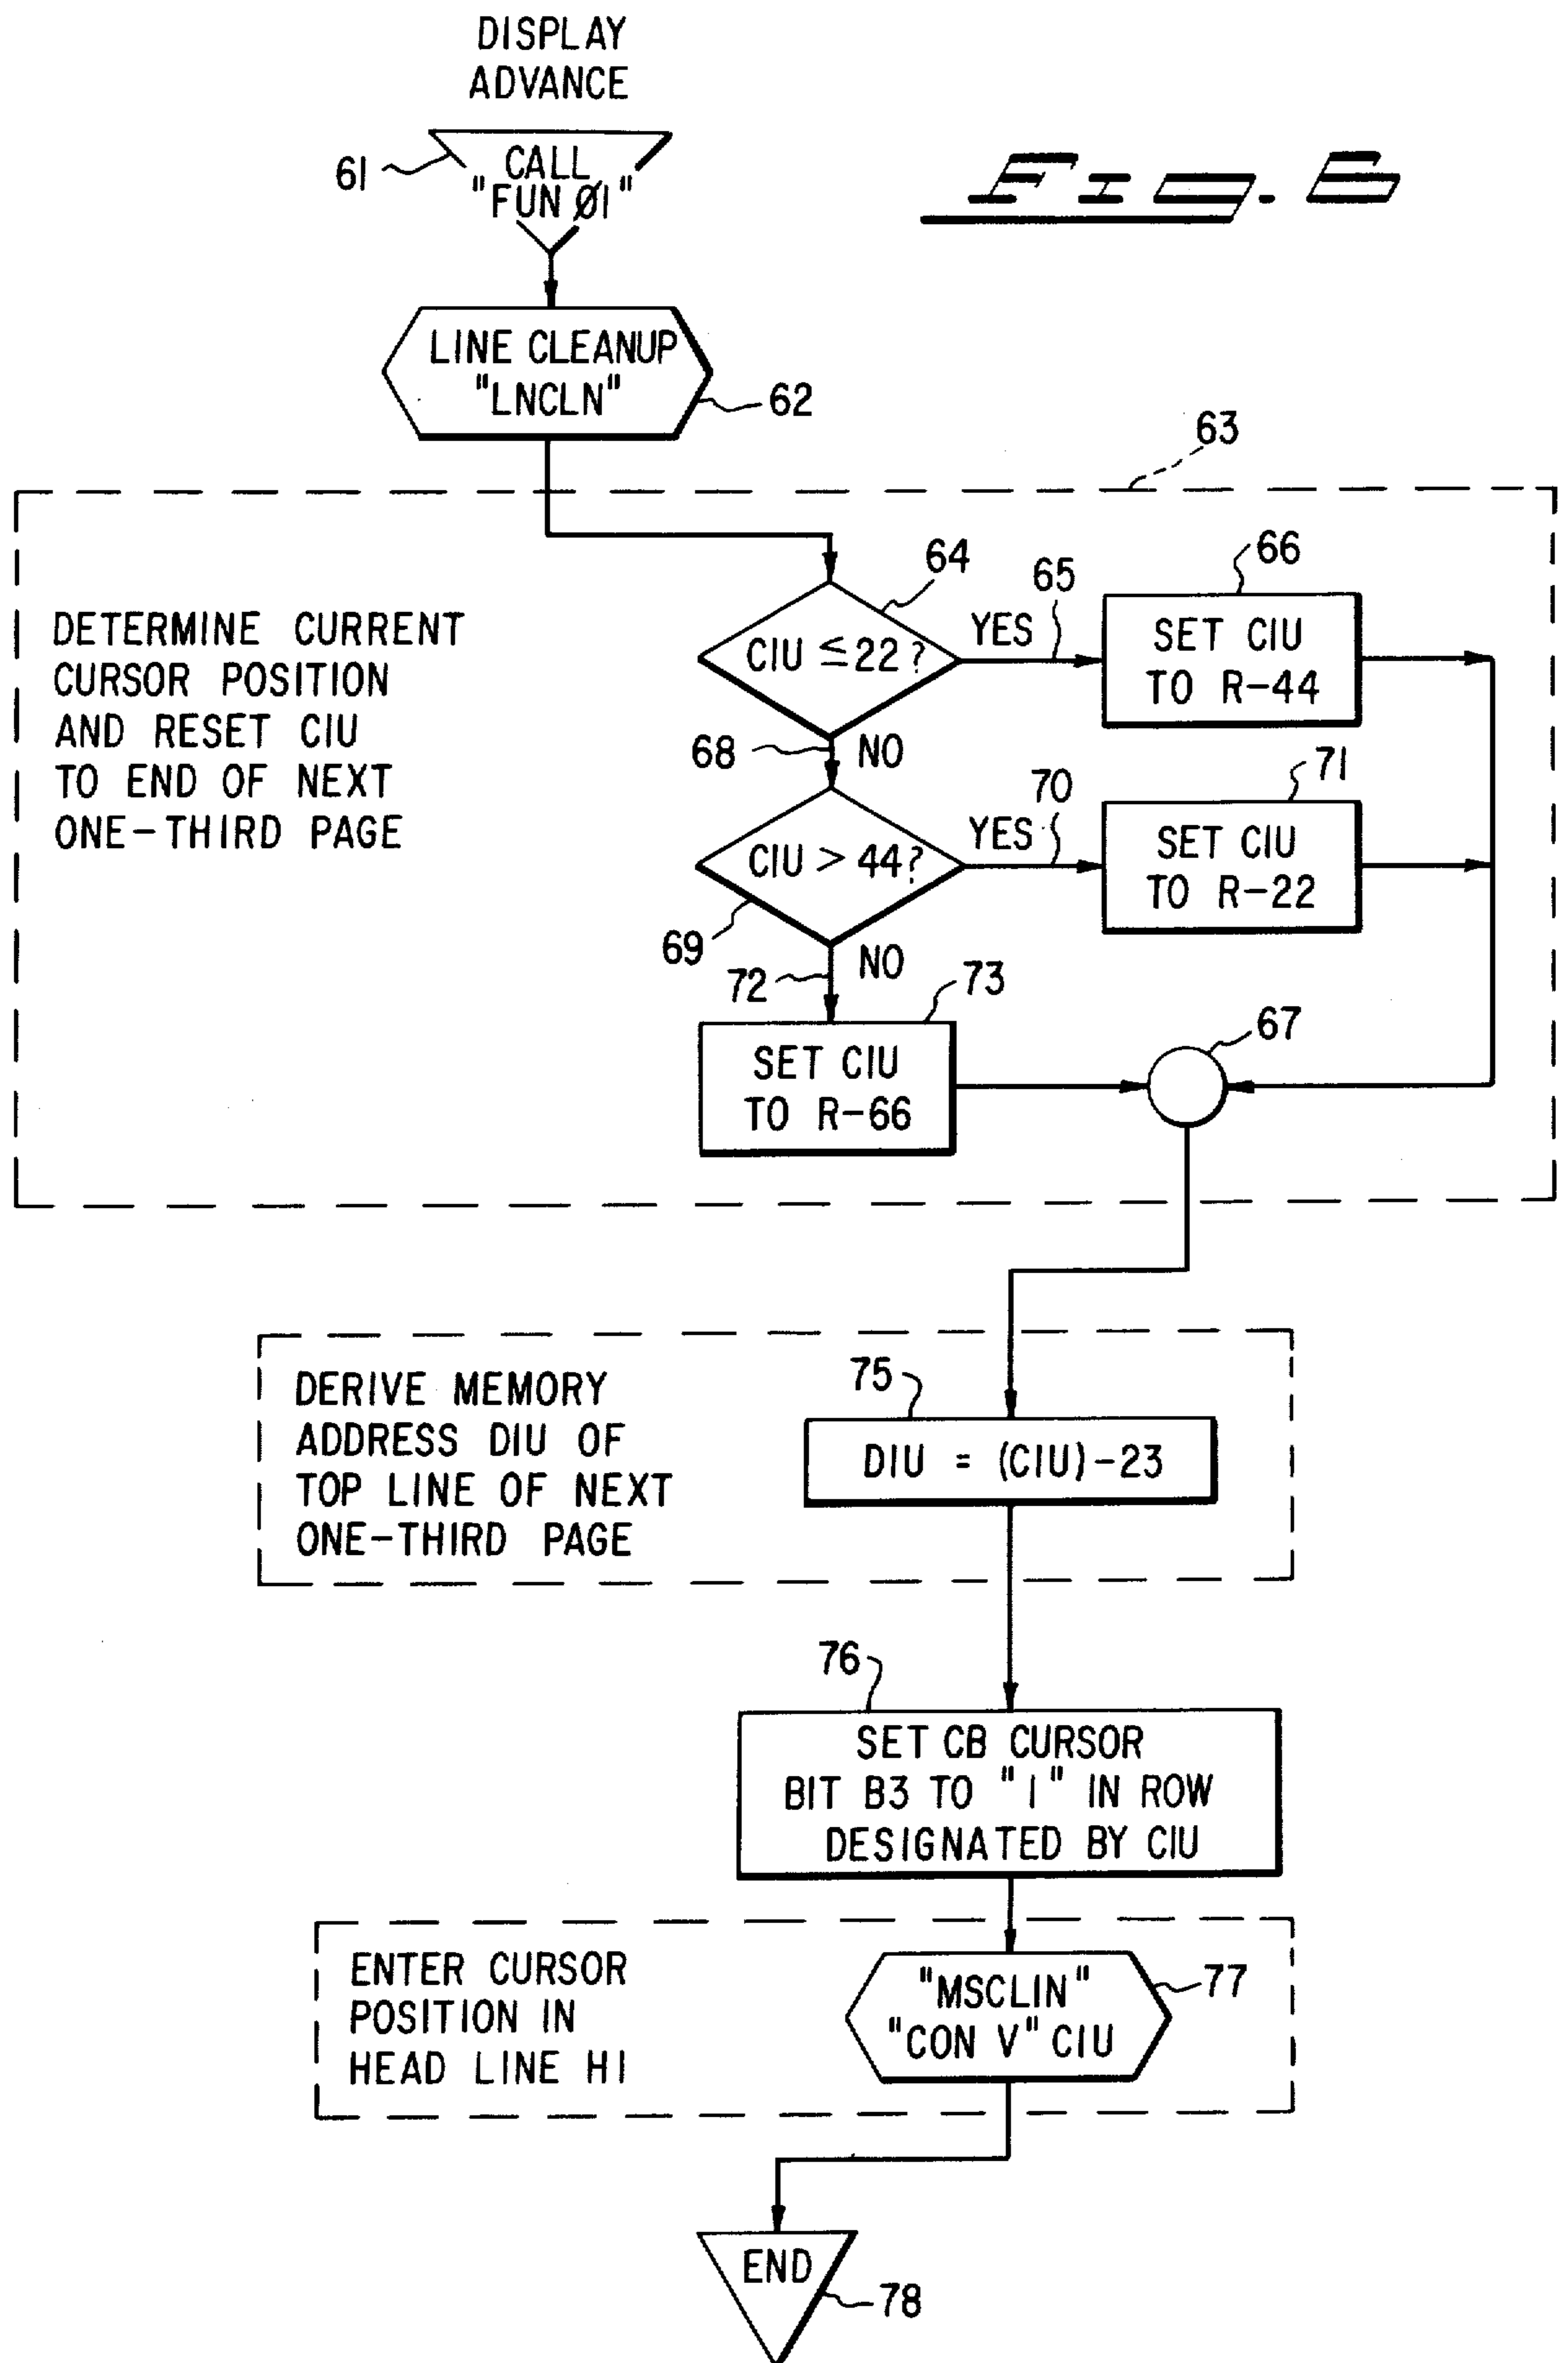 DISPLAY
ADVANCE
61
CALL
"FUN Ø1"
Fig. 6
LINE CLEANUP
"LNCLN"
62
63
DETERMINE CURRENT
CURSOR POSITION
AND RESET CIU
TO END OF NEXT
ONE-THIRD PAGE
64
CIU ≤ 22 ?
YES
65
66
SET CIU
TO R-44
68
NO
69
CIU > 44 ?
YES
70
71
SET CIU
TO R-22
72
NO
73
SET CIU
TO R-66
67
DERIVE MEMORY
ADDRESS DIU OF
TOP LINE OF NEXT
ONE-THIRD PAGE
75
DIU = (CIU)-23
76
SET CB CURSOR
BIT B3 TO "1" IN ROW
DESIGNATED BY CIU
ENTER CURSOR
POSITION IN
HEAD LINE H1
"MSCLIN"
"CON V" CIU
77
END
78